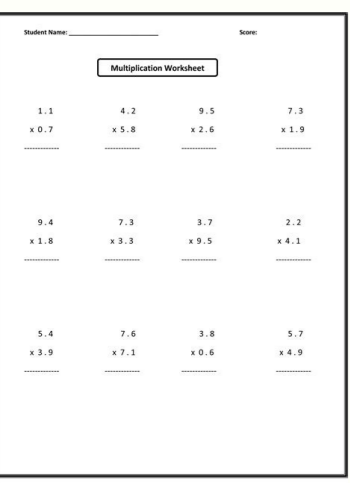 Student Name: ____________________ Score:
Multiplication Worksheet
1.1 4.2 9.5 7.3
x 0.7 x 5.8 x 2.6 x 1.9
------------- ------------- ------------- -------------
9.4 7.3 3.7 2.2
x 1.8 x 3.3 x 9.5 x 4.1
------------- ------------- ------------- -------------
5.4 7.6 3.8 5.7
x 3.9 x 7.1 x 0.6 x 4.9
------------- ------------- ------------- -------------